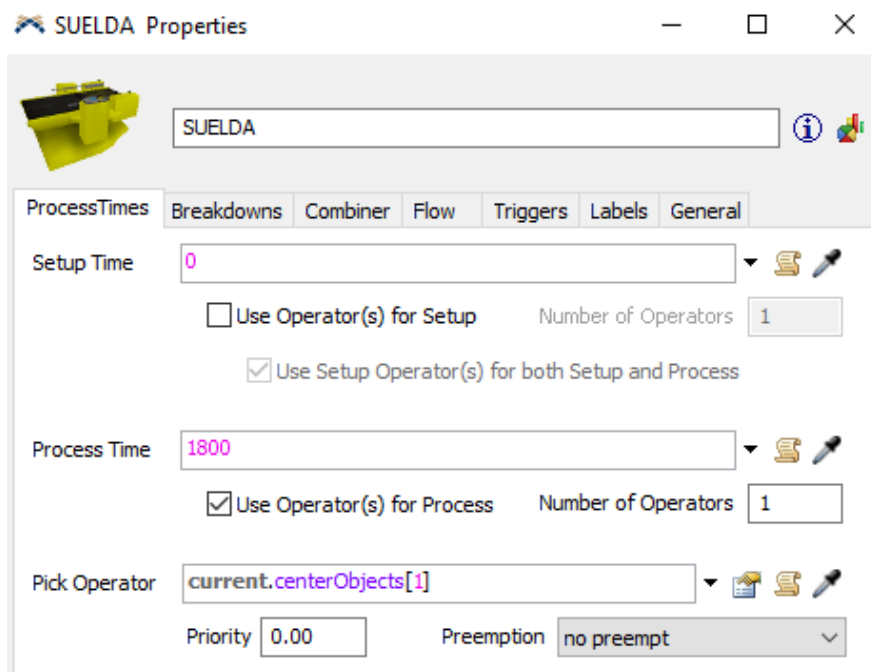 SUELDA Properties
SUELDA
ProcessTimes Breakdowns Combiner Flow Triggers Labels General
Setup Time 0
Use Operator(s) for Setup Number of Operators 1
Use Setup Operator(s) for both Setup and Process
Process Time 1800
Use Operator(s) for Process Number of Operators 1
Pick Operator current.centerObjects[1]
Priority 0.00 Preemption no preempt